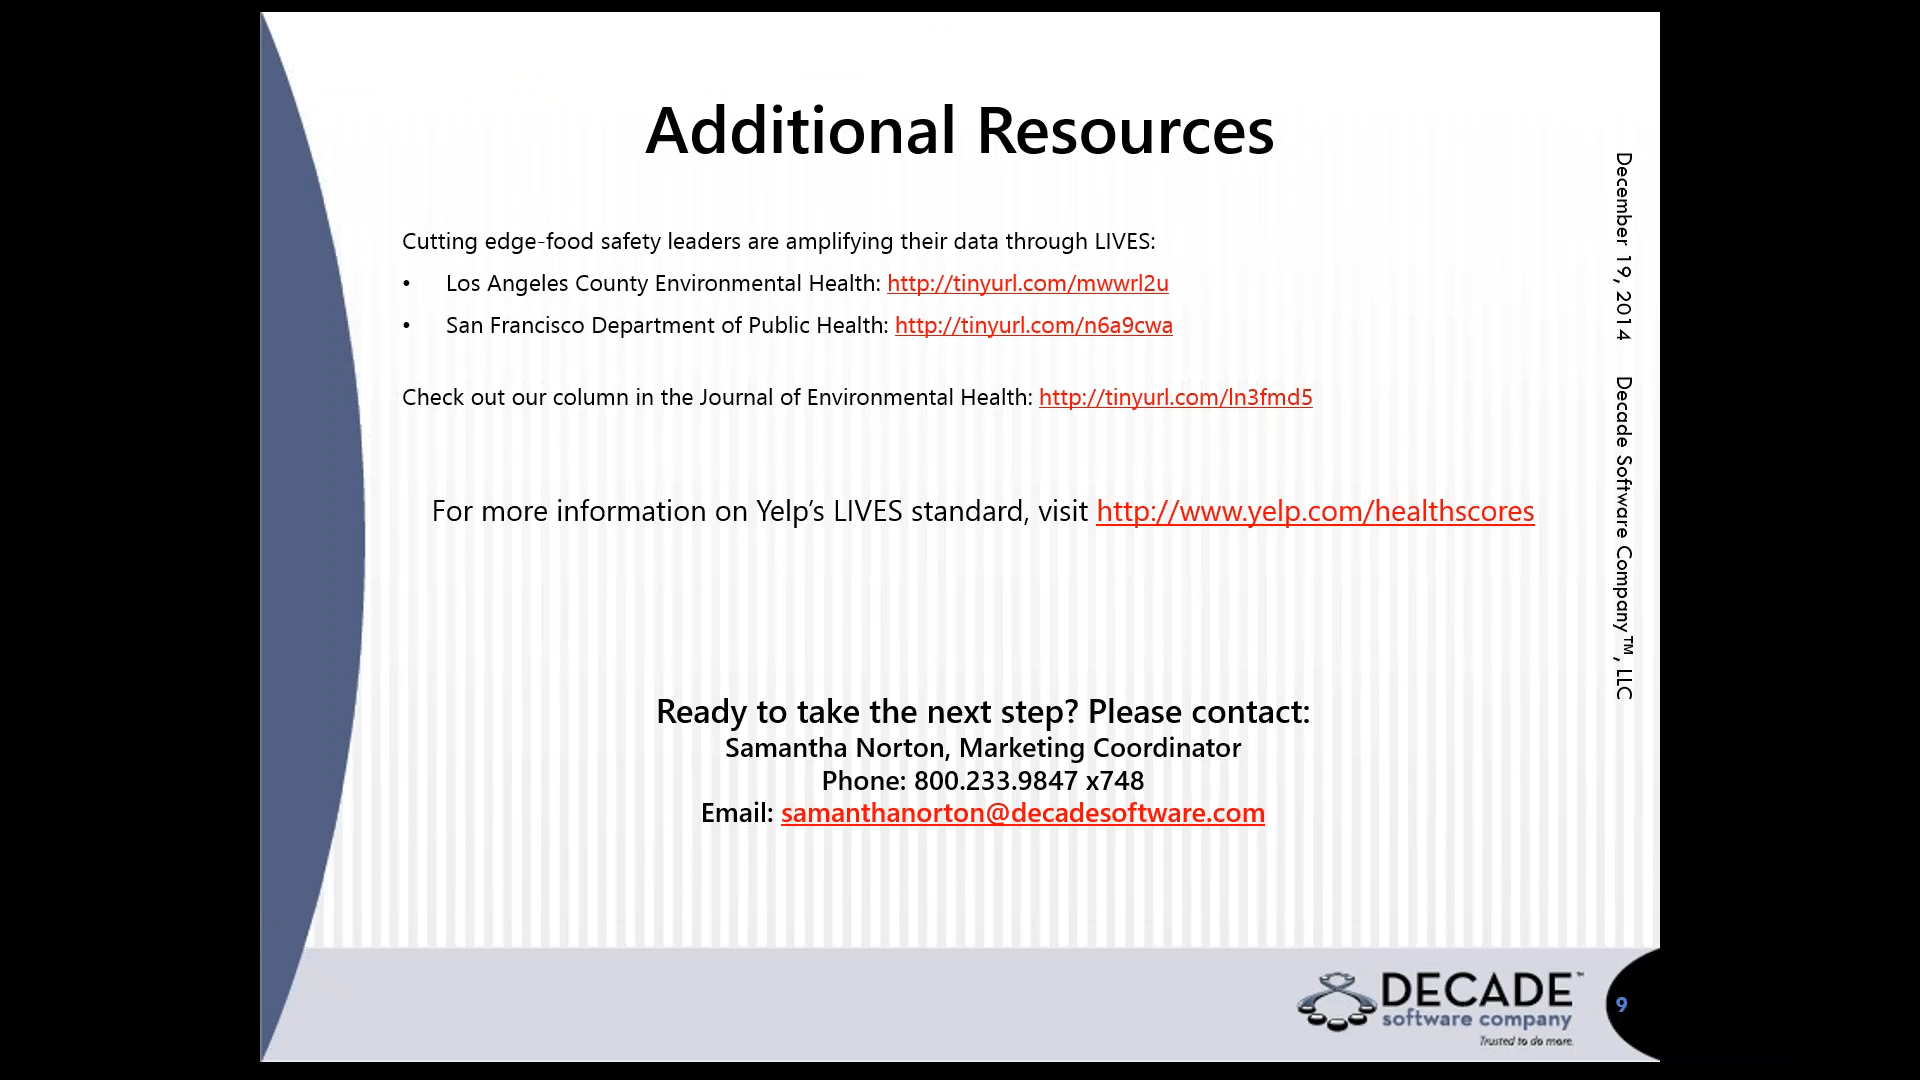 Additional Resources
Cutting edge-food safety leaders are amplifying their data through LIVES:
• Los Angeles County Environmental Health: http://tinyurl.com/mwwrl2u
• San Francisco Department of Public Health: http://tinyurl.com/n6a9cwa
Check out our column in the Journal of Environmental Health: http://tinyurl.com/ln3fmd5
For more information on Yelp’s LIVES standard, visit http://www.yelp.com/healthscores
Ready to take the next step? Please contact:
Samantha Norton, Marketing Coordinator
Phone: 800.233.9847 x748
Email: samanthanorton@decadesoftware.com
December 19, 2014 Decade Software Company™, LLC
DECADE™
software company
Trusted to do more.
9